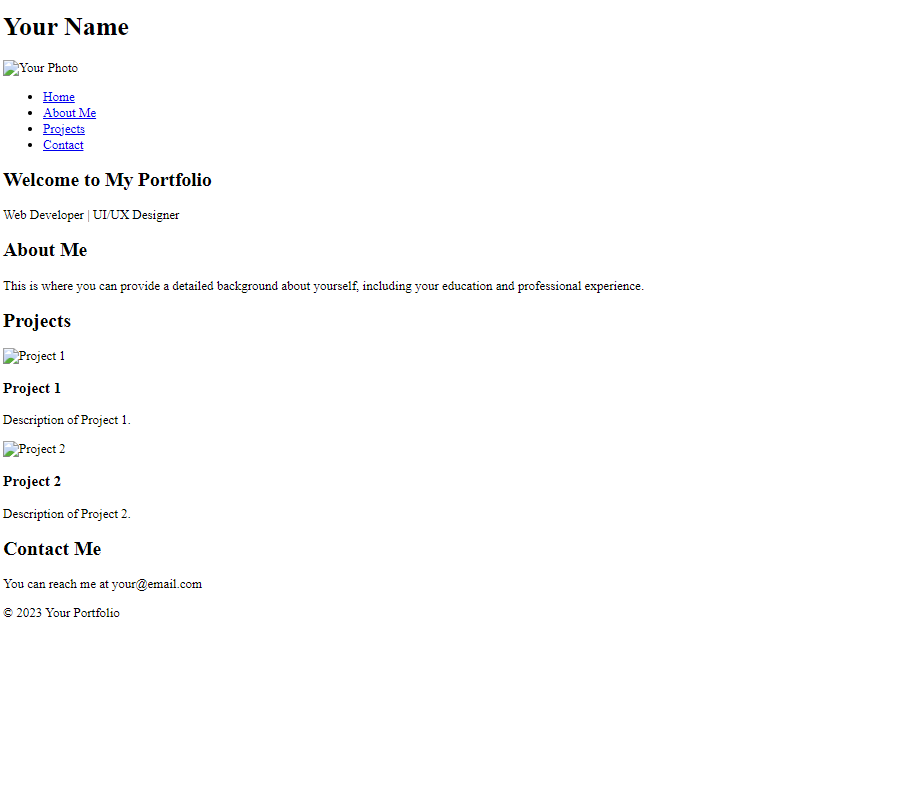 Your Name
Your Photo
Home
About Me
Projects
Contact
Welcome to My Portfolio
Web Developer | UI/UX Designer
About Me
This is where you can provide a detailed background about yourself, including your education and professional experience.
Projects
Project 1
Project 1
Description of Project 1.
Project 2
Project 2
Description of Project 2.
Contact Me
You can reach me at your@email.com
© 2023 Your Portfolio